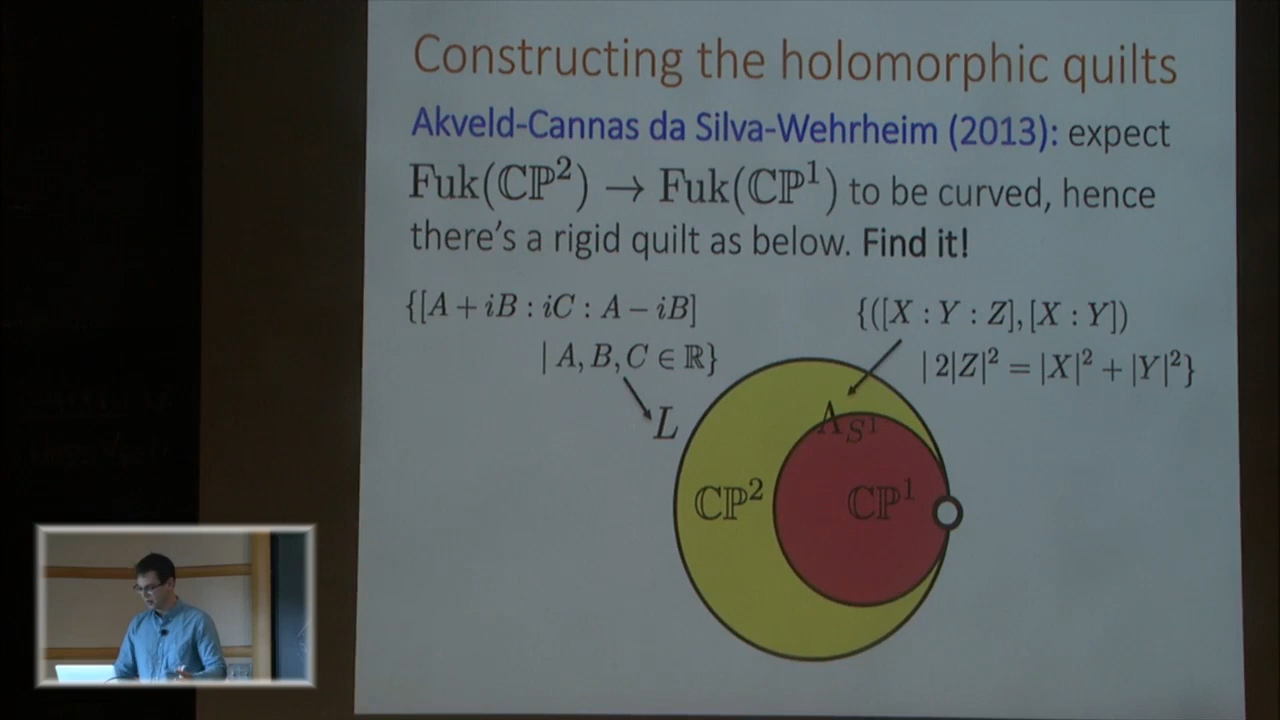 Constructing the holomorphic quilts
Akveld-Cannas da Silva-Wehrheim (2013): expect
Fuk(ℂℙ²) → Fuk(ℂℙ¹) to be curved, hence
there's a rigid quilt as below. Find it!
{[A + iB : iC : A − iB]
| A, B, C ∈ ℝ}
{([X : Y : Z], [X : Y])
| 2|Z|² = |X|² + |Y|²}
L
Λ_{S¹}
ℂℙ²
ℂℙ¹